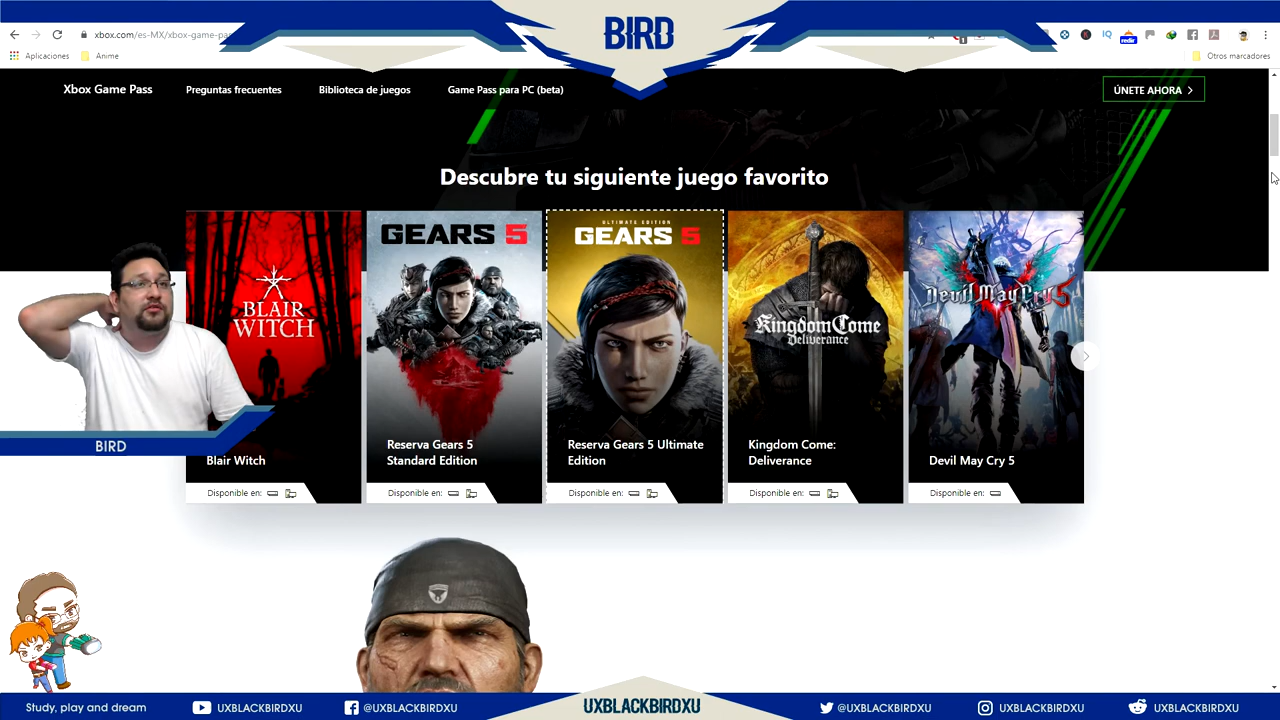 BIRD
xbox.com/es-MX/xbox-game-pa
IQ
1
redir
Aplicaciones
Anime
Otros marcadores
Xbox Game Pass
Preguntas frecuentes
Biblioteca de juegos
Game Pass para PC (beta)
ÚNETE AHORA
Descubre tu siguiente juego favorito
BLAIR
WITCH
GEARS 5
ULTIMATE EDITION
GEARS 5
Kingdom Come
Deliverance
Devil May Cry 5
BIRD
Blair Witch
Reserva Gears 5
Standard Edition
Reserva Gears 5 Ultimate
Edition
Kingdom Come:
Deliverance
Devil May Cry 5
Disponible en:
Disponible en:
Disponible en:
Disponible en:
Disponible en:
Study, play and dream
UXBLACKBIRDXU
@UXBLACKBIRDXU
UXBLACKBIRDXU
@UXBLACKBIRDXU
UXBLACKBIRDXU
UXBLACKBIRDXU